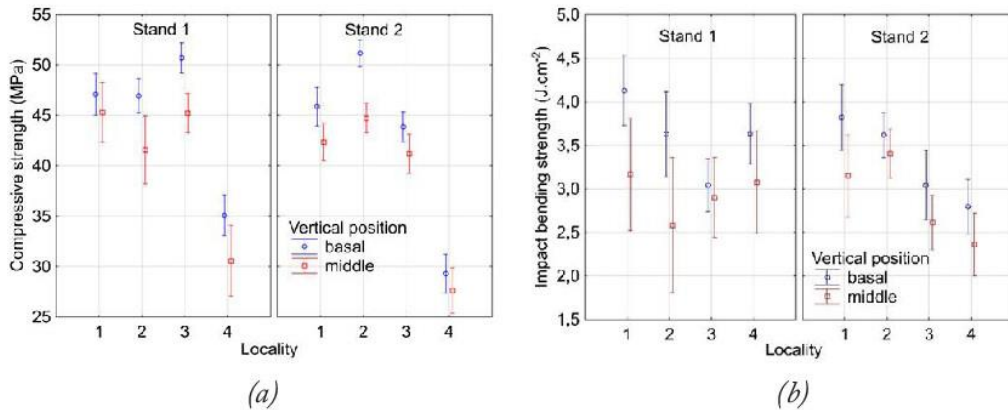 Stand 1
Stand 2
Compressive strength (MPa)
55
50
45
40
35
30
25
Vertical position
basal
middle
1 2 3 4 1 2 3 4
Locality
(a)
Stand 1
Stand 2
Impact bending strength (J.cm-2)
5,0
4,5
4,0
3,5
3,0
2,5
2,0
1,5
Vertical position
basal
middle
1 2 3 4 1 2 3 4
Locality
(b)